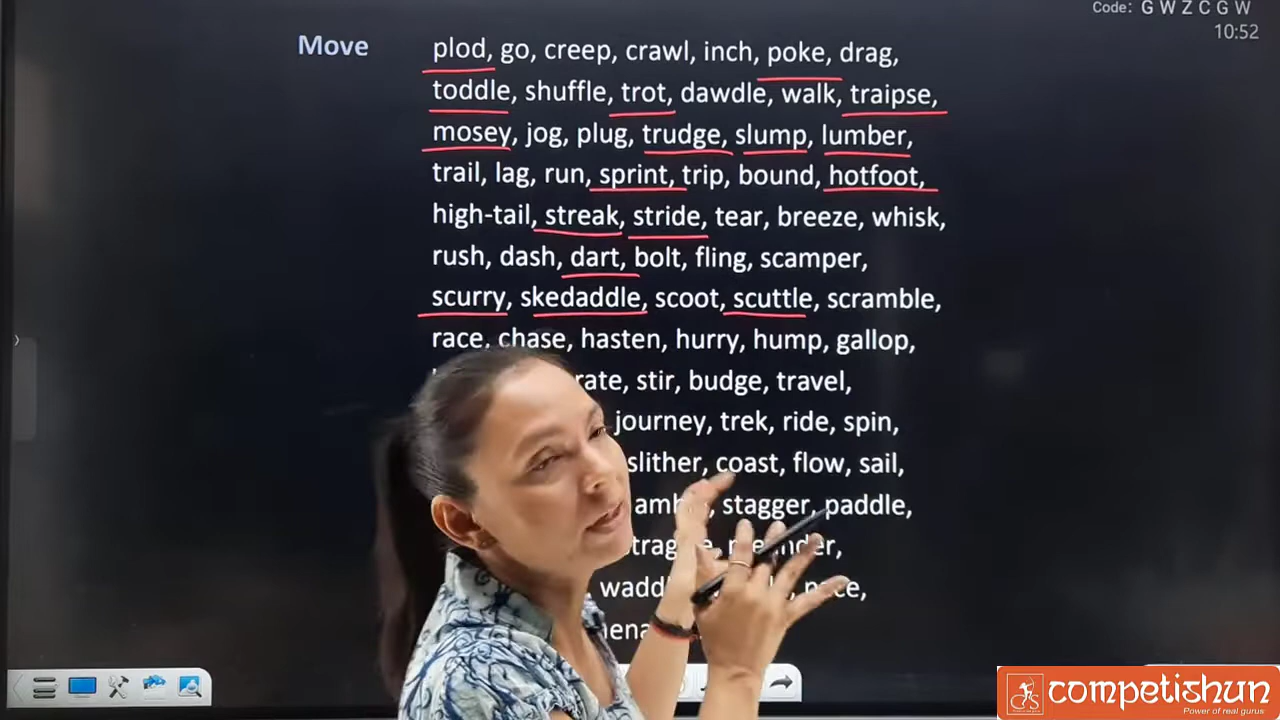 Code: G W Z C G W
10:52
Move
plod, go, creep, crawl, inch, poke, drag,
toddle, shuffle, trot, dawdle, walk, traipse,
mosey, jog, plug, trudge, slump, lumber,
trail, lag, run, sprint, trip, bound, hotfoot,
high-tail, streak, stride, tear, breeze, whisk,
rush, dash, dart, bolt, fling, scamper,
scurry, skedaddle, scoot, scuttle, scramble,
race, chase, hasten, hurry, hump, gallop,
stir, budge, travel,
journey, trek, ride, spin,
slither, coast, flow, sail,
stagger, paddle,
competishun
Power of real gurus